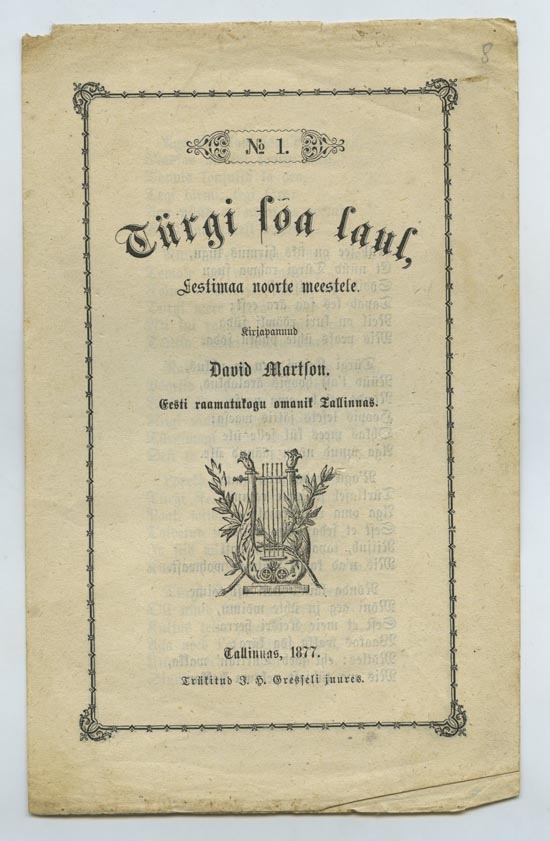 8
№ 1.
Türgi sõa laul,
Eestimaa noorte meestele.
Kirjapannud
David Martson.
Eesti raamatukogu omanik Tallinnas.
Tallinnas, 1877.
Trükitud J. H. Gresseli juures.